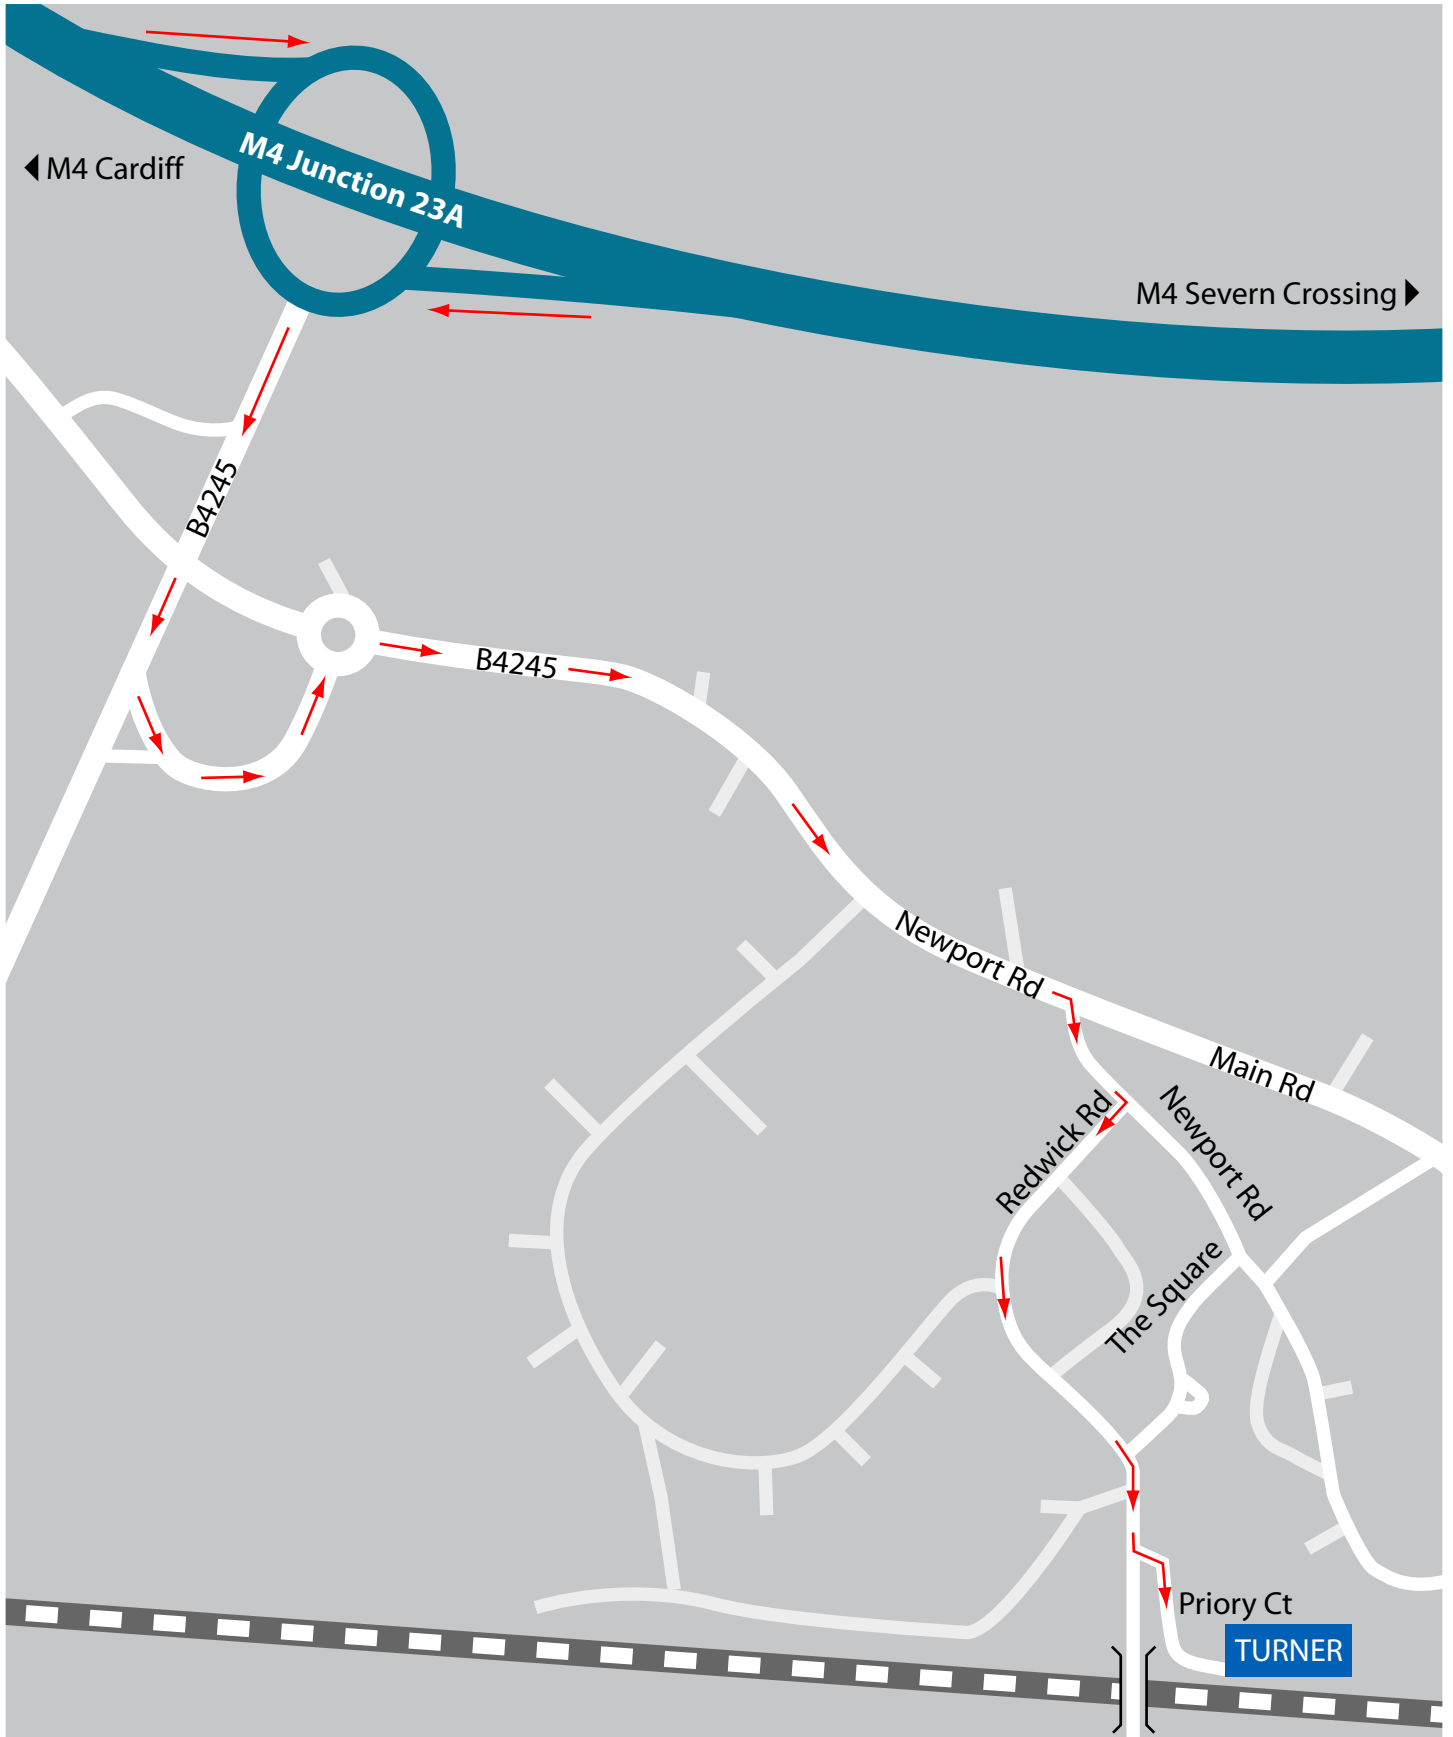 M4 Junction 23A
M4 Cardiff
M4 Severn Crossing
B4245
B4245
Newport Rd
Main Rd
Redwick Rd
Newport Rd
The Square
Priory Ct
TURNER